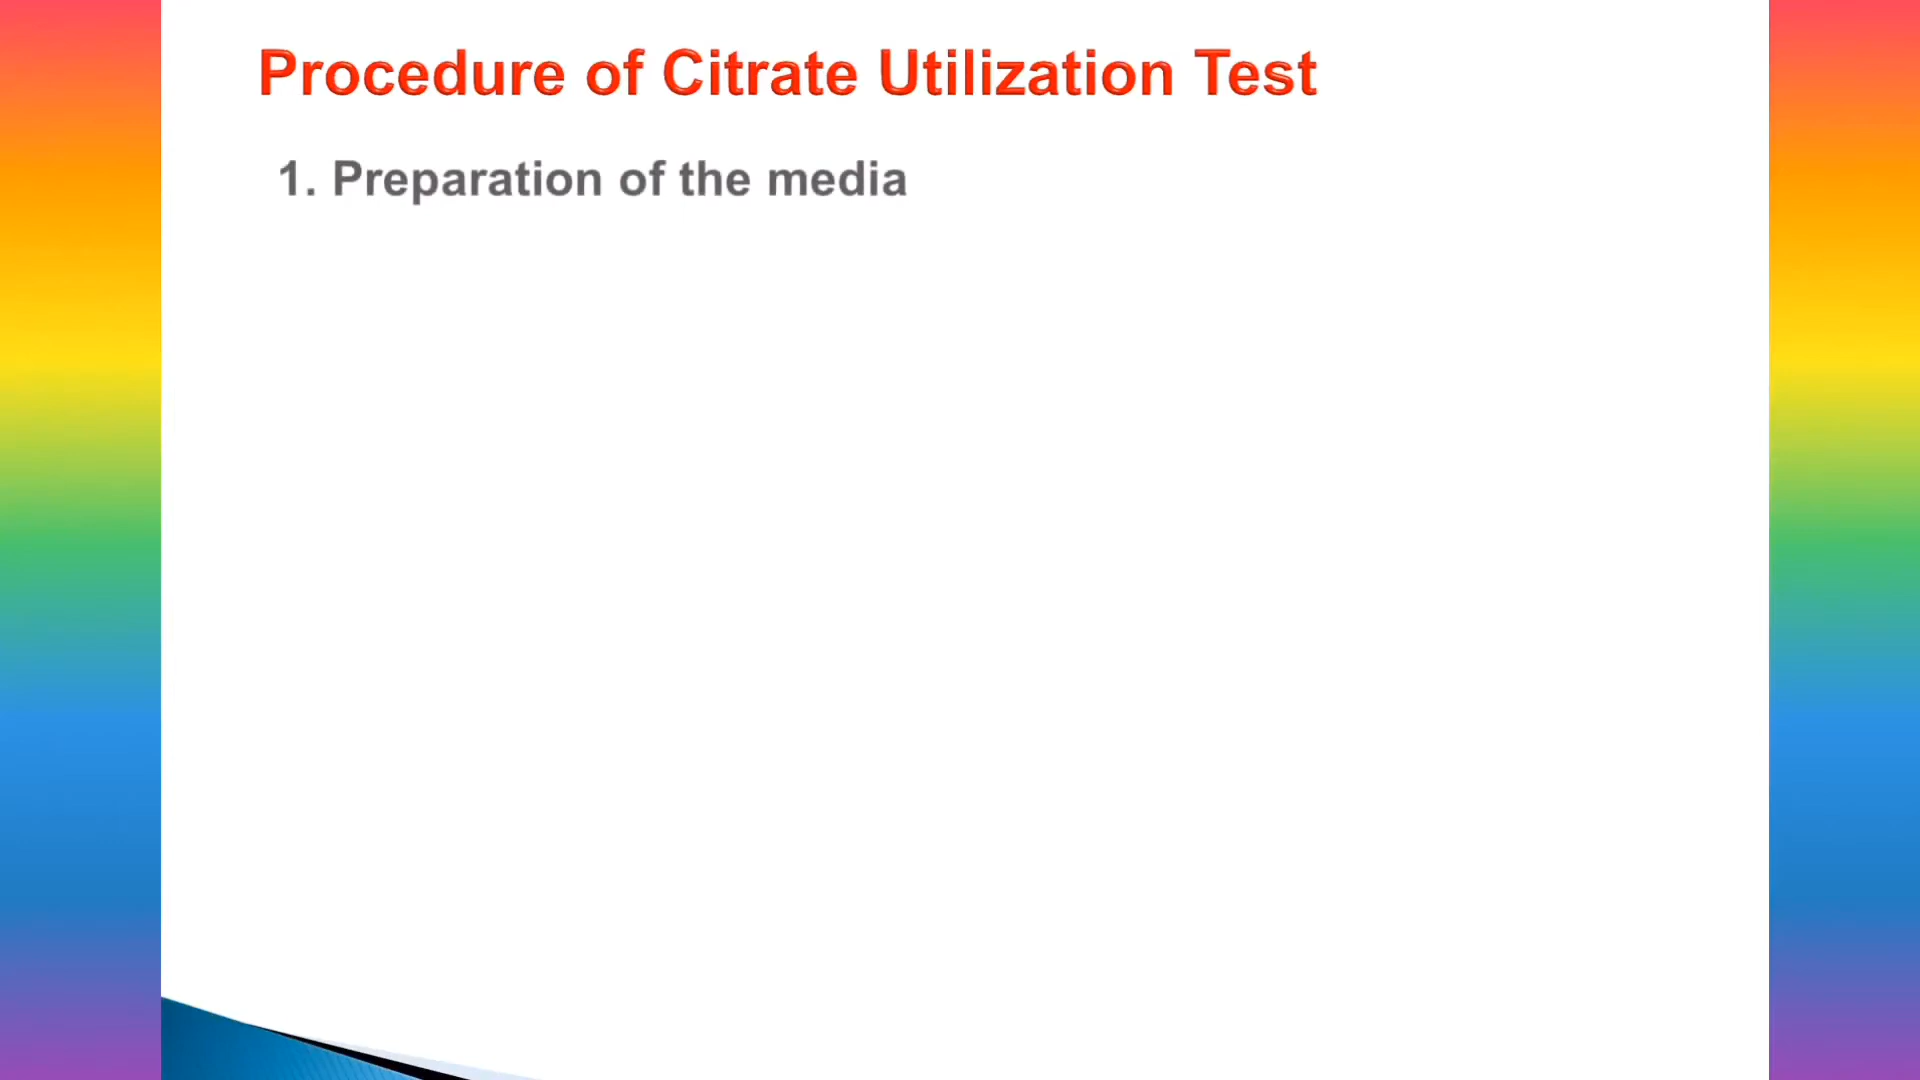 Procedure of Citrate Utilization Test
1. Preparation of the media